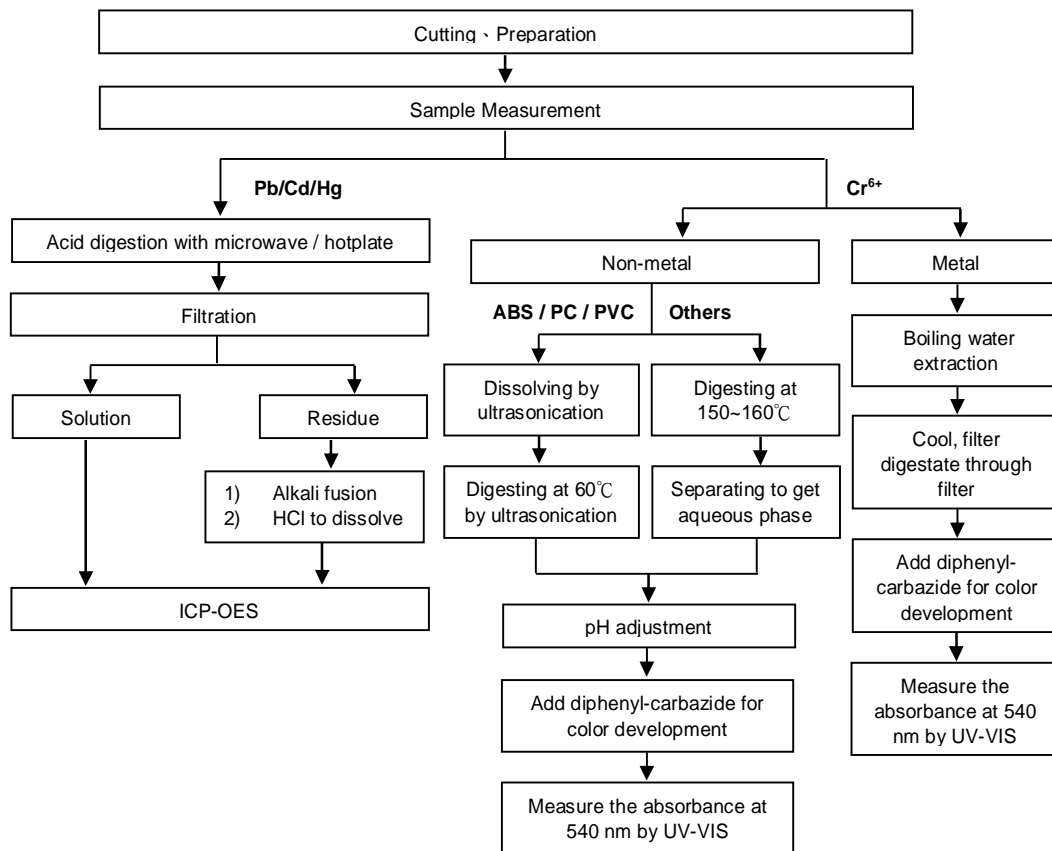 Cutting、Preparation
Sample Measurement
Pb/Cd/Hg
Cr⁶⁺
Acid digestion with microwave / hotplate
Non-metal
Metal
Filtration
ABS / PC / PVC
Others
Boiling water
extraction
Solution
Residue
Dissolving by
ultrasonication
Digesting at
150~160℃
Cool, filter
digestate through
filter
1) Alkali fusion
2) HCl to dissolve
Digesting at 60℃
by ultrasonication
Separating to get
aqueous phase
Add diphenyl-
carbazide for color
development
ICP-OES
pH adjustment
Measure the
absorbance at 540
nm by UV-VIS
Add diphenyl-carbazide for
color development
Measure the absorbance at
540 nm by UV-VIS